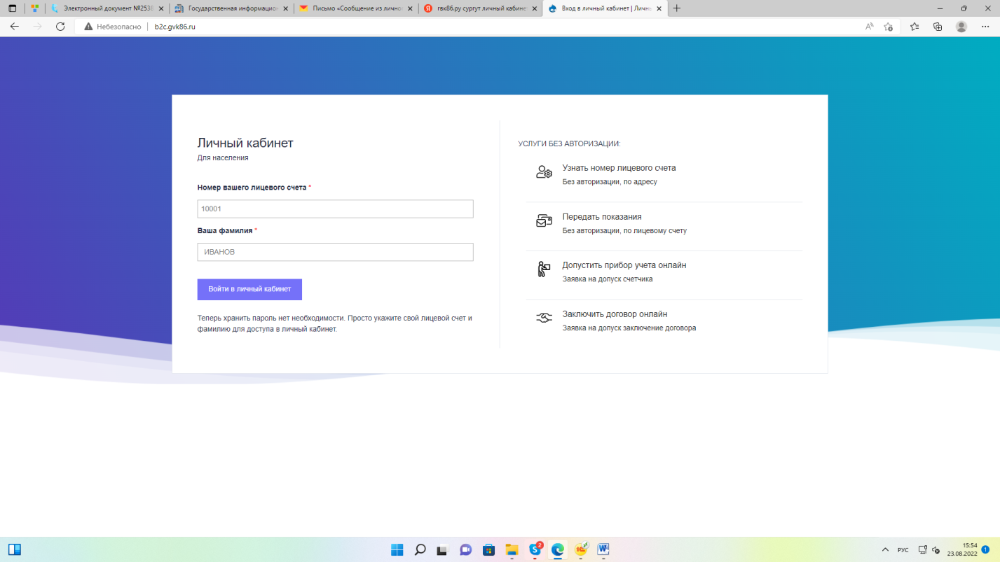 Электронный документ №2538
Государственная информацион
Письмо «Сообщение из лично
гвк86.ру сургут личный кабинет
Вход в личный кабинет | Личн
Небезопасно
b2c.gvk86.ru
Личный кабинет
Для населения
Номер вашего лицевого счета *
10001
Ваша фамилия *
ИВАНОВ
Войти в личный кабинет
Теперь хранить пароль нет необходимости. Просто укажите свой лицевой счет и
фамилию для доступа в личный кабинет.
УСЛУГИ БЕЗ АВТОРИЗАЦИИ:
Узнать номер лицевого счета
Без авторизации, по адресу
Передать показания
Без авторизации, по лицевому счету
Допустить прибор учета онлайн
Заявка на допуск счетчика
Заключить договор онлайн
Заявка на допуск заключение договора
2
РУС
15:54
23.08.2022
1